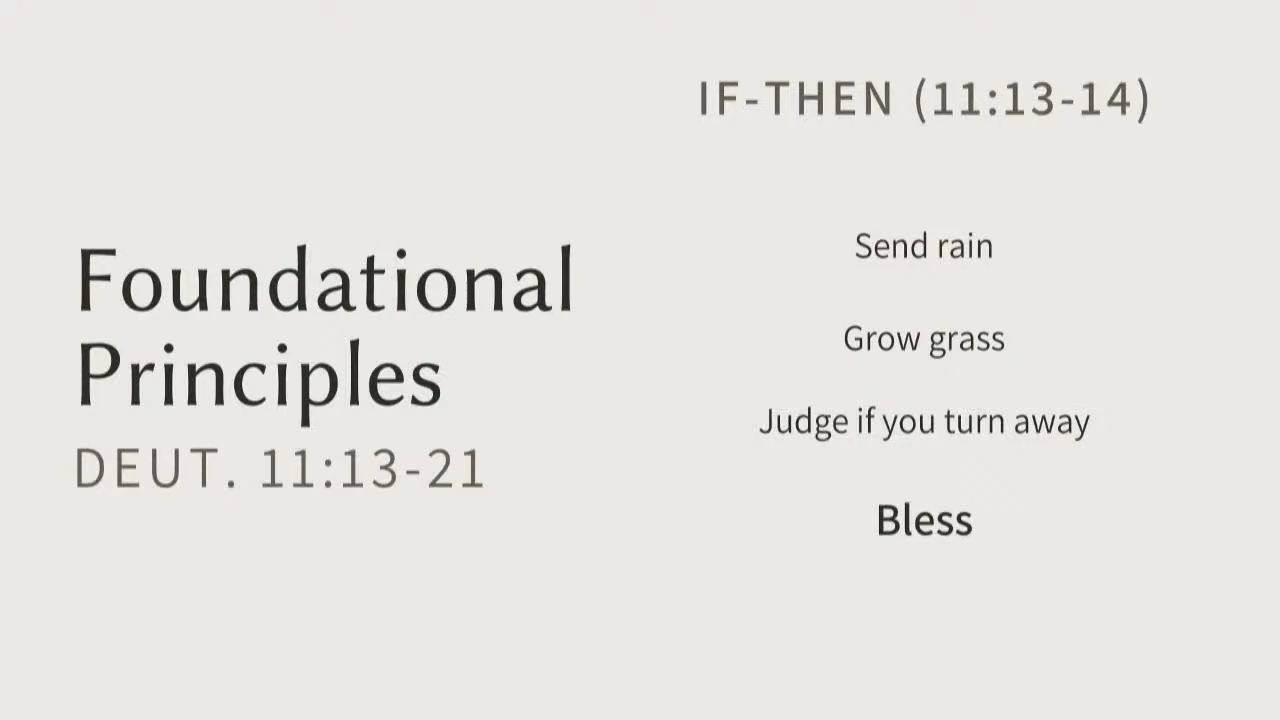 Foundational
Principles
DEUT. 11:13-21
IF-THEN (11:13-14)
Send rain
Grow grass
Judge if you turn away
Bless